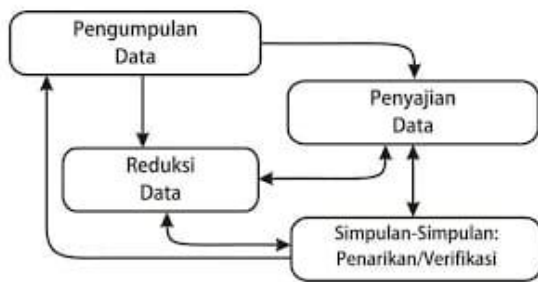 Pengumpulan
Data
Penyajian
Data
Reduksi
Data
Simpulan-Simpulan:
Penarikan/Verifikasi